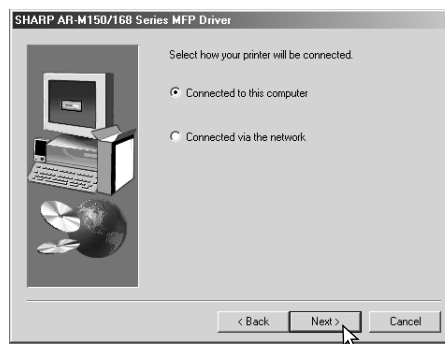 SHARP AR-M150/168 Series MFP Driver
Select how your printer will be connected.
Connected to this computer
Connected via the network
< Back Next > Cancel